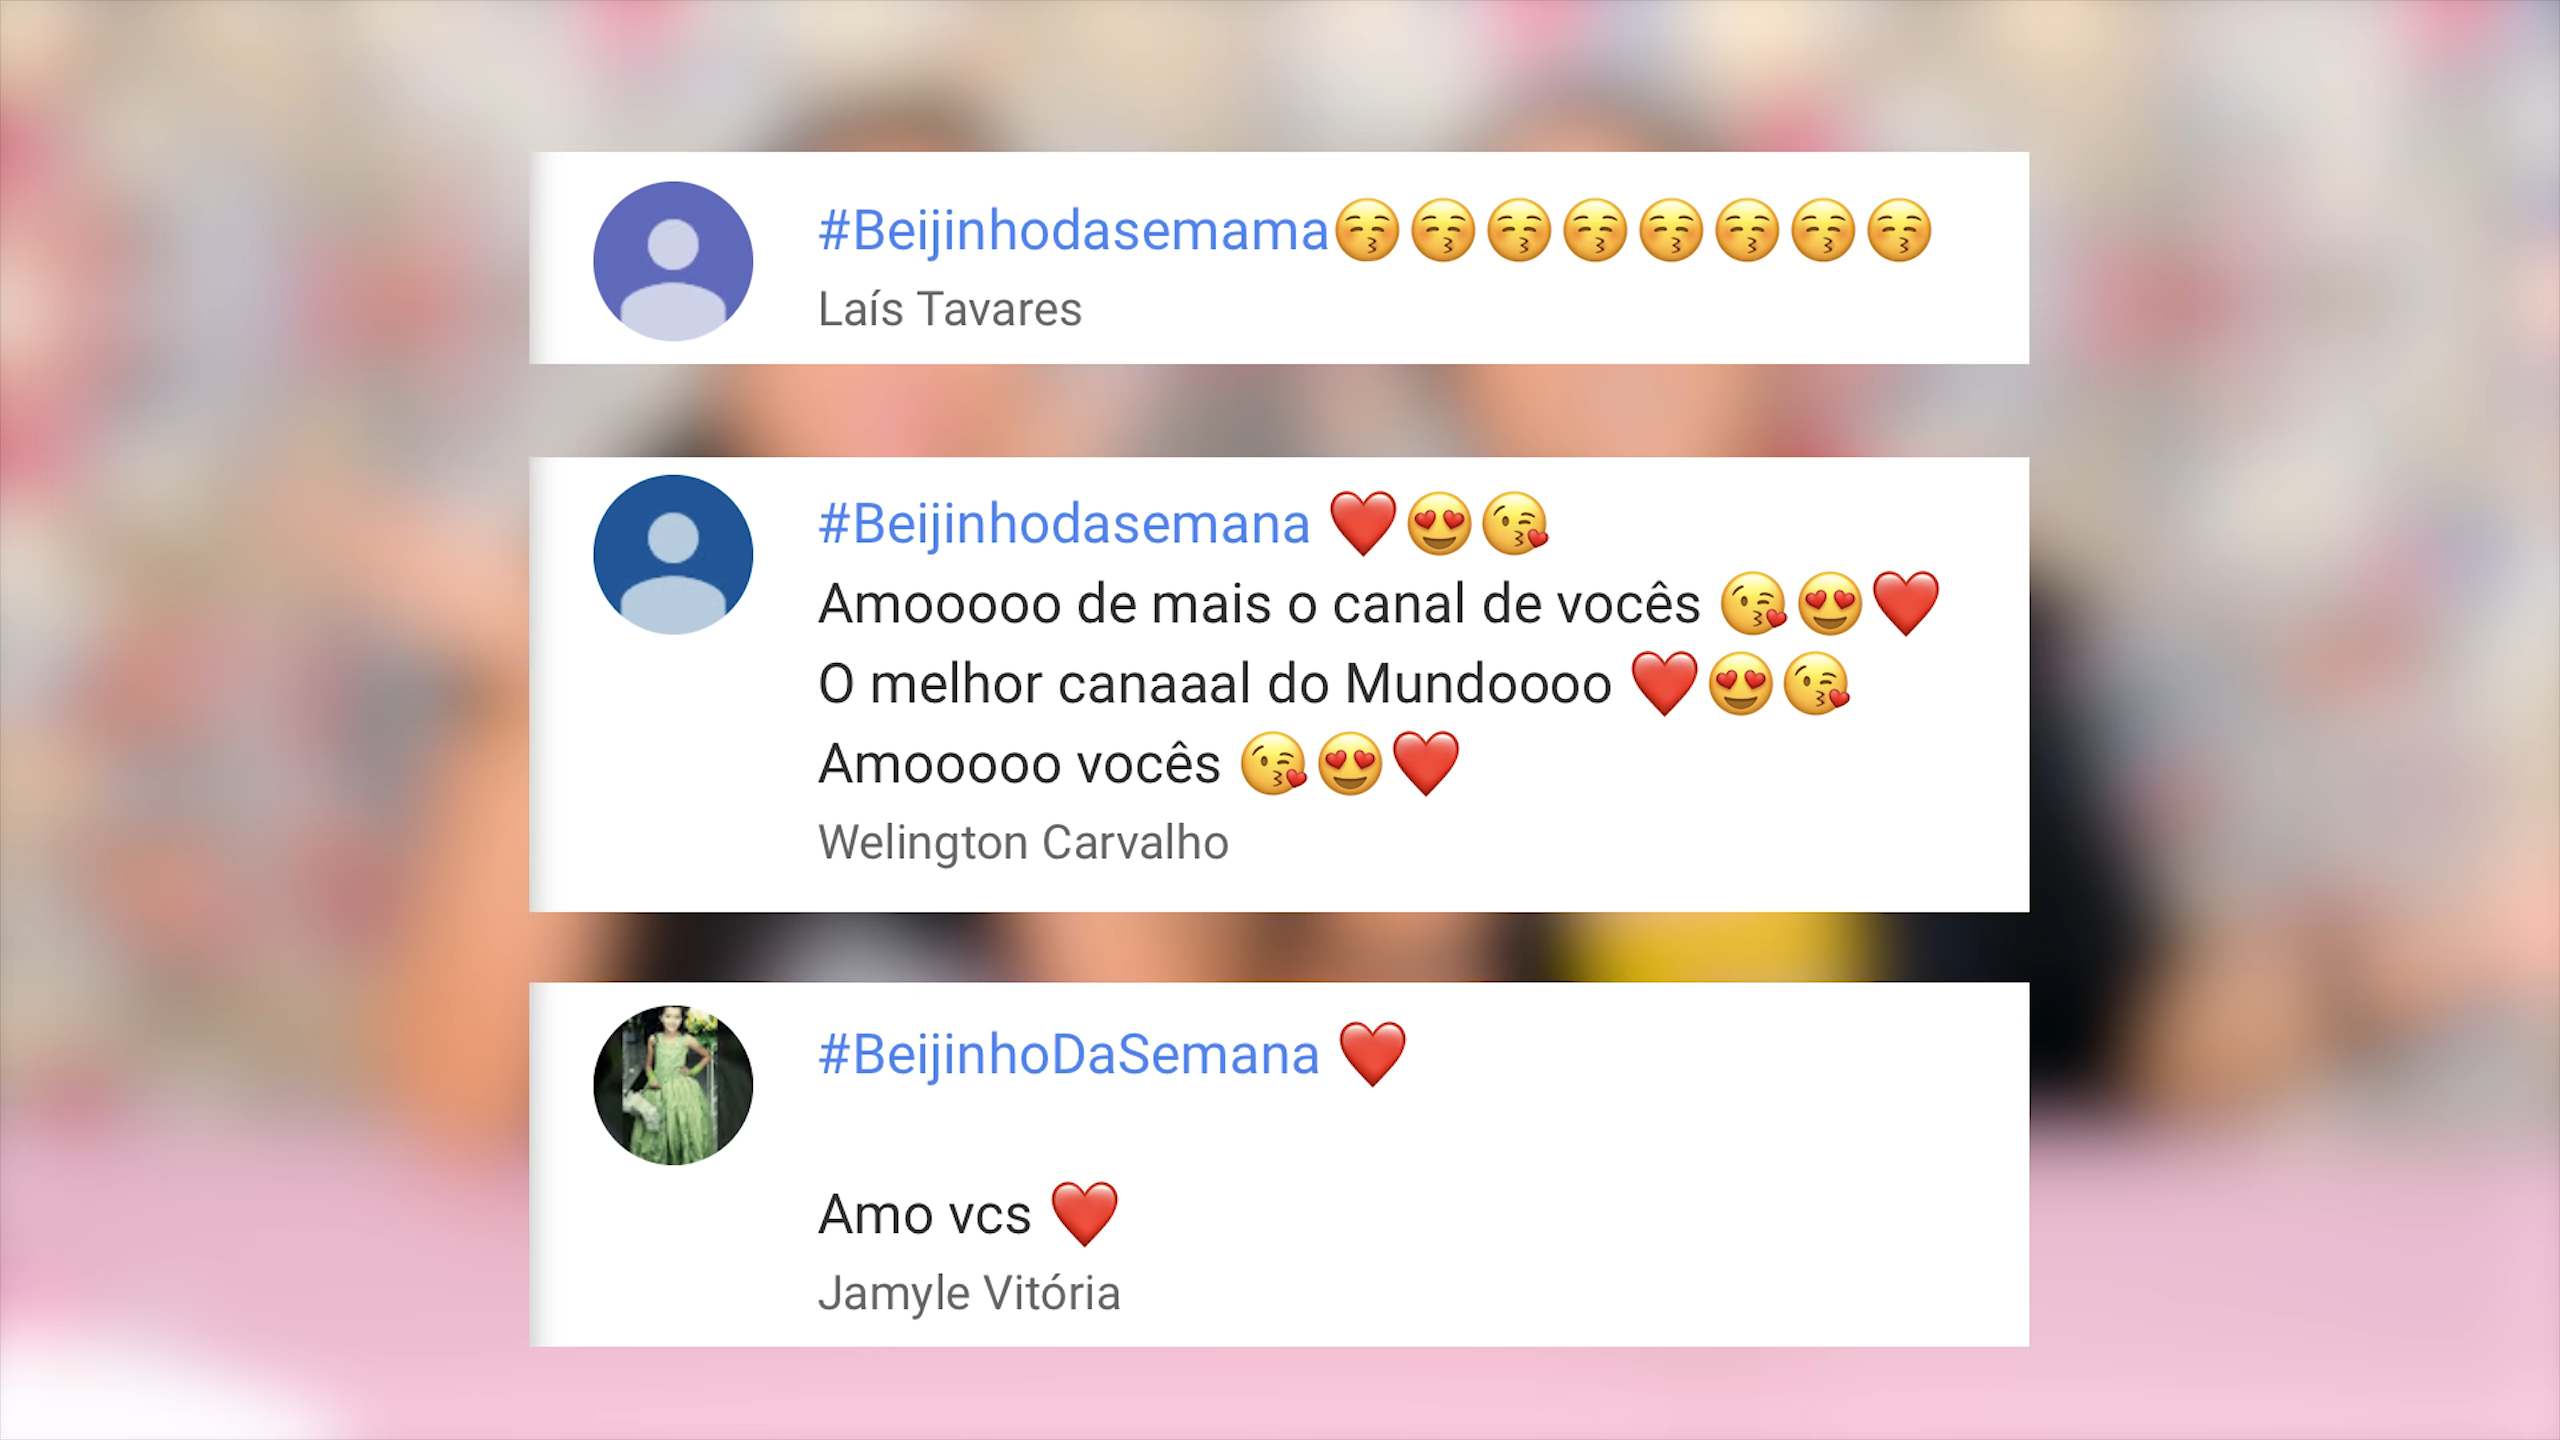 #Beijinhodasemama😚😚😚😚😚😚😚😚
Laís Tavares
#Beijinhodasemana ❤️😍😘
Amooooo de mais o canal de vocês 😘😍❤️
O melhor canaaal do Mundoooo ❤️😍😘
Amooooo vocês 😘😍❤️
Welington Carvalho
#BeijinhoDaSemana ❤️
Amo vcs ❤️
Jamyle Vitória